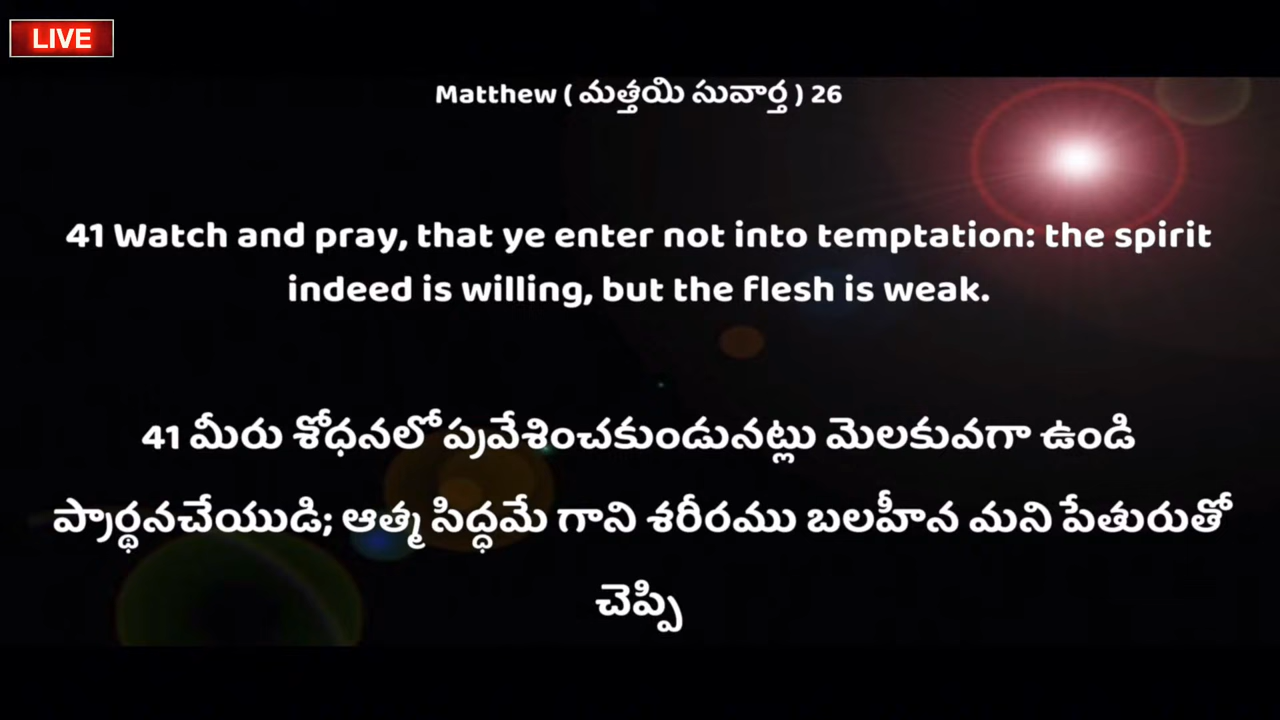 LIVE
Matthew ( మత్తయి సువార్త ) 26
41 Watch and pray, that ye enter not into temptation: the spirit
indeed is willing, but the flesh is weak.
41 మీరు శోధనలో ప్రవేశించకుండునట్లు మెలకువగా ఉండి
ప్రార్థనచేయుడి; ఆత్మ సిద్ధమే గాని శరీరము బలహీన మని పేతురుతో
చెప్పి